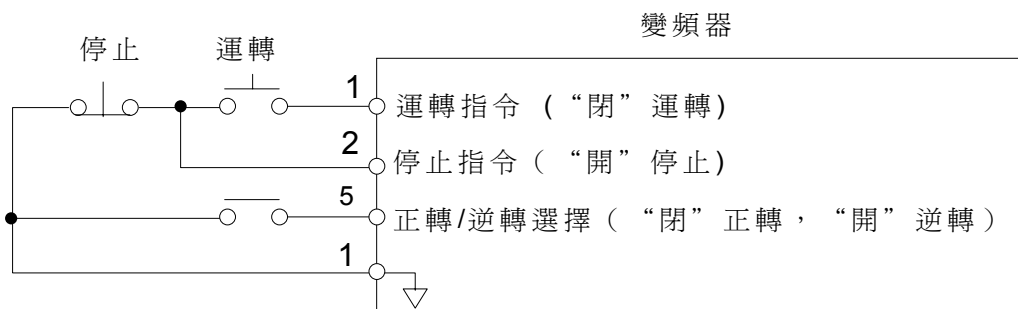 變頻器
停止 運轉
1 運轉指令 (“閉” 運轉)
2 停止指令（ “開” 停止)
5 正轉/逆轉選擇（ “閉” 正轉，“開” 逆轉）
1